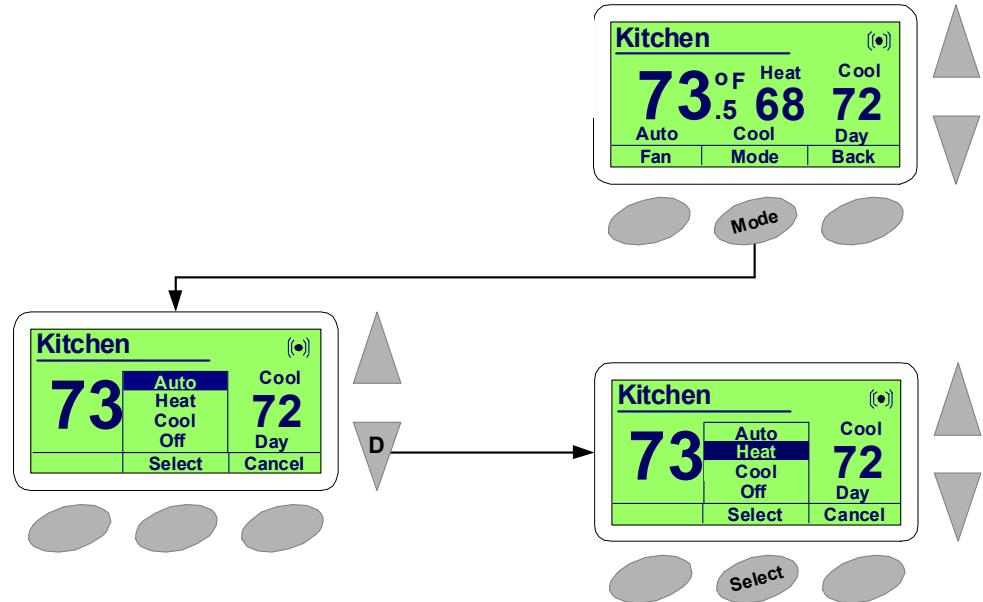 Kitchen
73 °F .5 Heat 68 Cool 72
Auto Cool Day
Fan Mode Back
Mode
Kitchen
73 Auto Cool
Heat 72
Cool
Off Day
Select Cancel
D
Kitchen
73 Auto Cool
Heat 72
Cool
Off Day
Select Cancel
Select